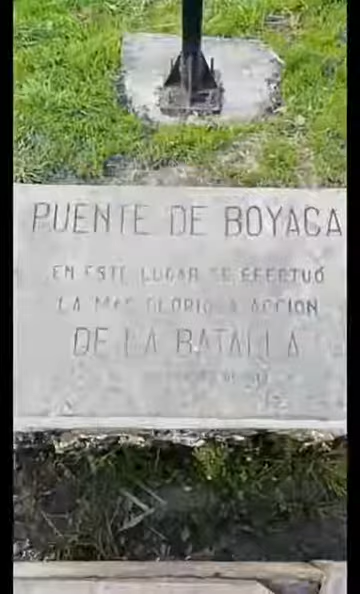 PUENTE DE BOYACA
EN ESTE LUGAR SE EFECTUÓ
LA MAS GLORIOSA ACCION
DE LA BATALLA